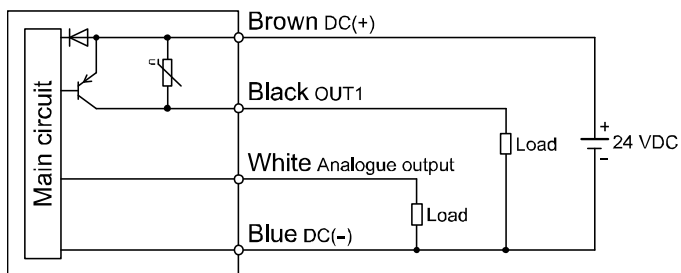 Brown DC(+)
Main circuit
u
Black OUT1
+
24 VDC
-
Load
White Analogue output
Load
Blue DC(-)